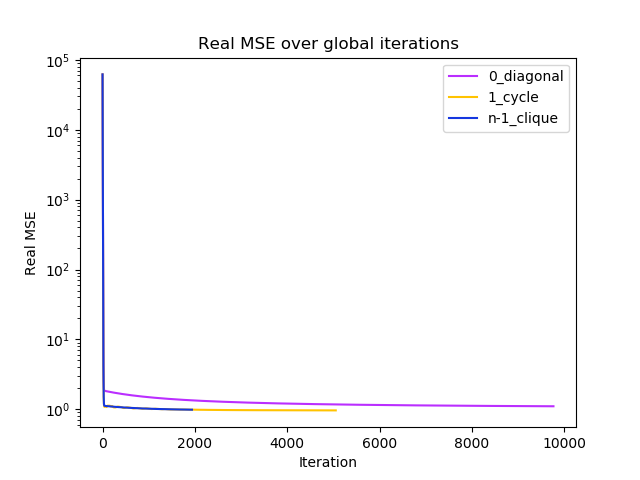 Real MSE over global iterations
0_diagonal
1_cycle
n-1_clique
Real MSE
10^5
10^4
10^3
10^2
10^1
10^0
0 2000 4000 6000 8000 10000
Iteration